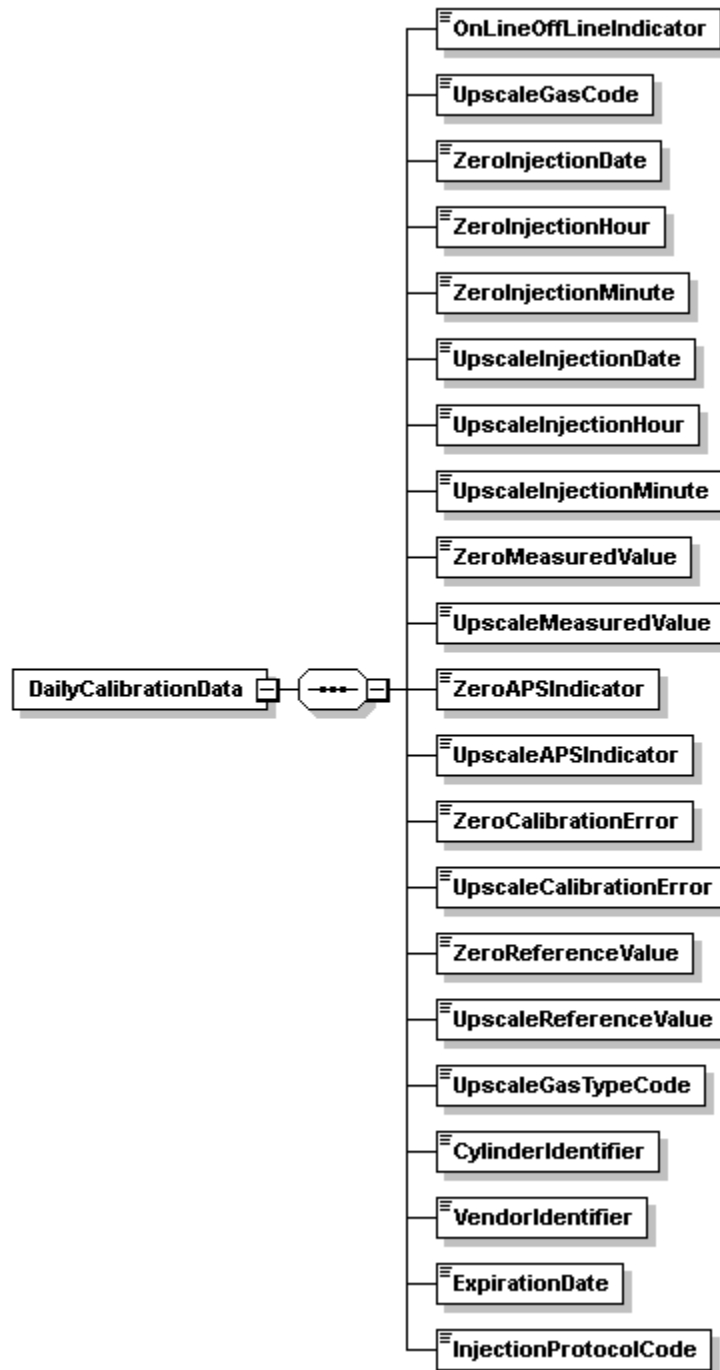 OnLineOffLineIndicator
UpscaleGasCode
ZeroInjectionDate
ZeroInjectionHour
ZeroInjectionMinute
UpscaleInjectionDate
UpscaleInjectionHour
UpscaleInjectionMinute
ZeroMeasuredValue
UpscaleMeasuredValue
DailyCalibrationData
ZeroAPSIndicator
UpscaleAPSIndicator
ZeroCalibrationError
UpscaleCalibrationError
ZeroReferenceValue
UpscaleReferenceValue
UpscaleGasTypeCode
CylinderIdentifier
VendorIdentifier
ExpirationDate
InjectionProtocolCode